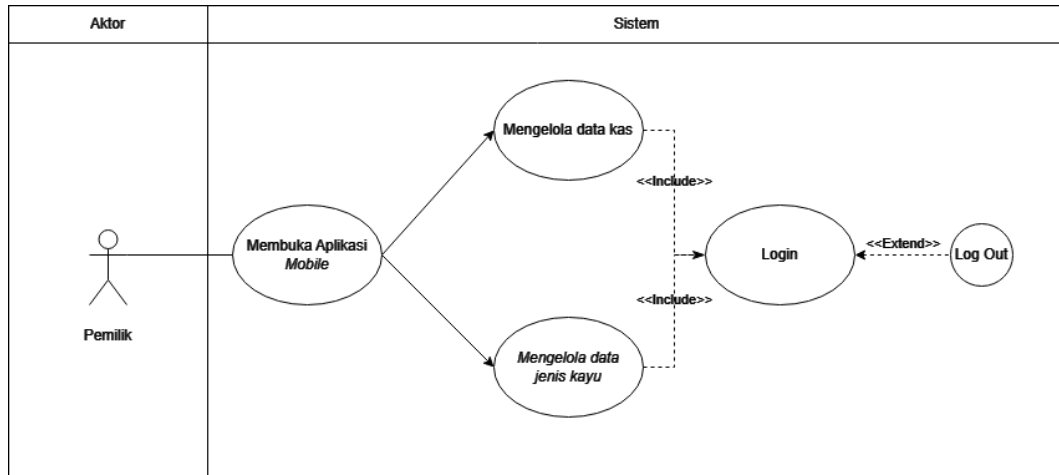 Aktor
Sistem
Mengelola data kas
<<Include>>
Membuka Aplikasi
Mobile
Login
<<Extend>>
Log Out
<<Include>>
Pemilik
Mengelola data
jenis kayu